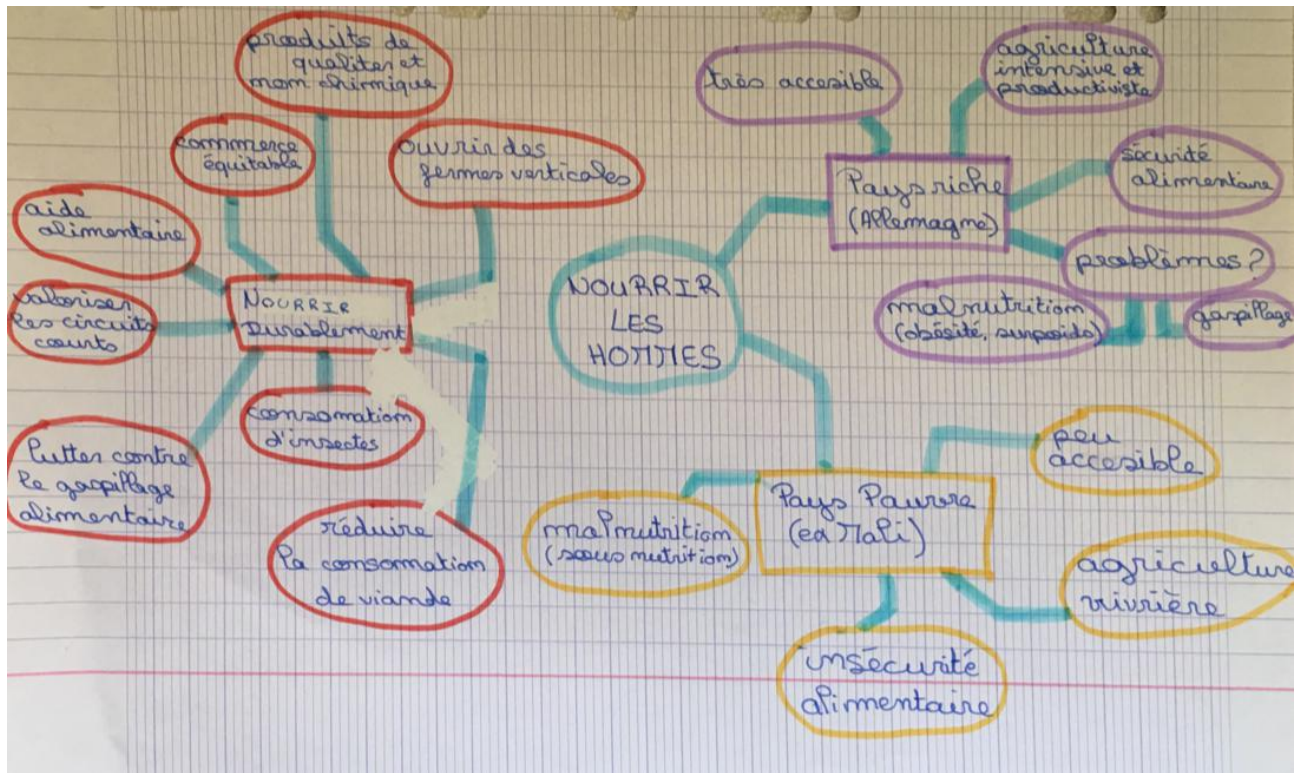 produits de
qualites et
mom chimique
commerce
équitable
ouvrir des
fermes verticales
aide
alimentaire
valoriser
les circuits
courts
NOURRIR
Durablement
lutter contre
le gaspillage
alimentaire
consomation
d'insectes
réduire
la consomation
de viande
NOURRIR
LES
HOMMES
très accesible
agriculture
intensive et
productiviste
Pays riche
(Allemagne)
sécurité
alimentaire
problèmes?
malnutrition
(obésité, surpoids)
gaspillage
Pays Pauvre
(ex Mali)
peu
accesible
malnutrition
(sous nutrition)
agriculture
vivrière
insécurité
alimentaire